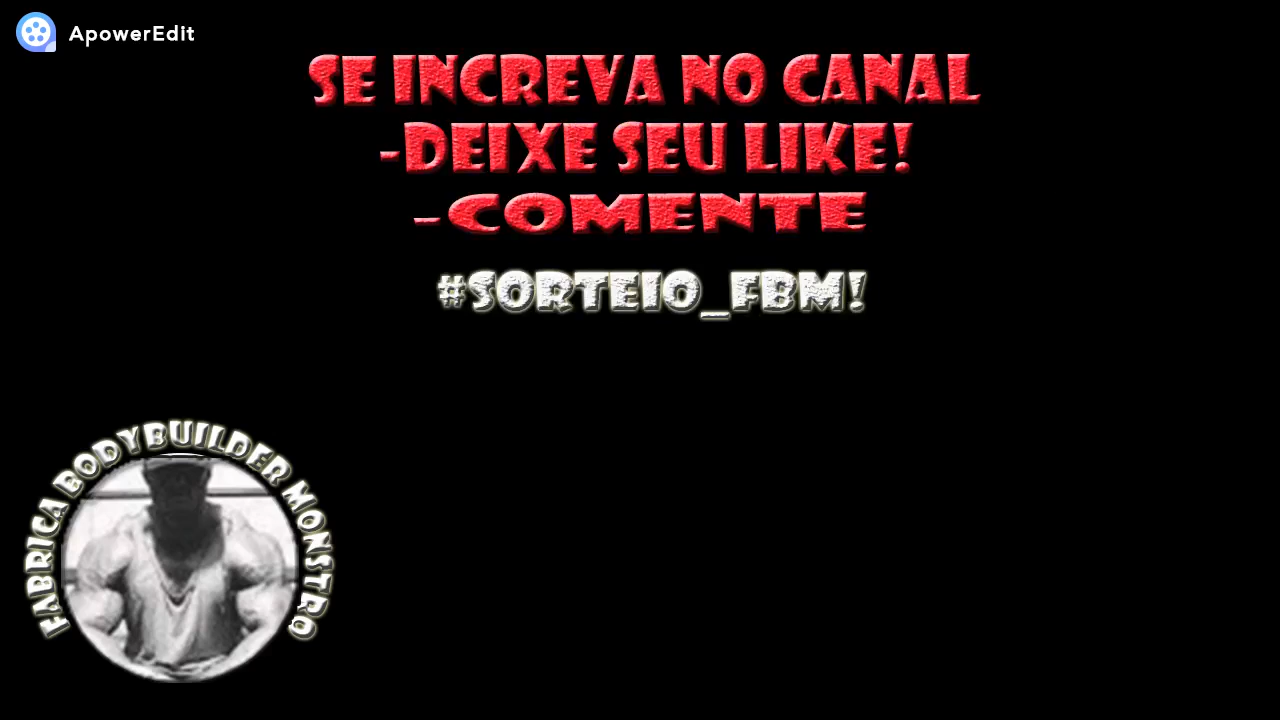 ApowerEdit
SE INCREVA NO CANAL
-DEIXE SEU LIKE!
-COMENTE
#SORTEIO_FBM!
FABRICA BODYBUILDER MONSTRO